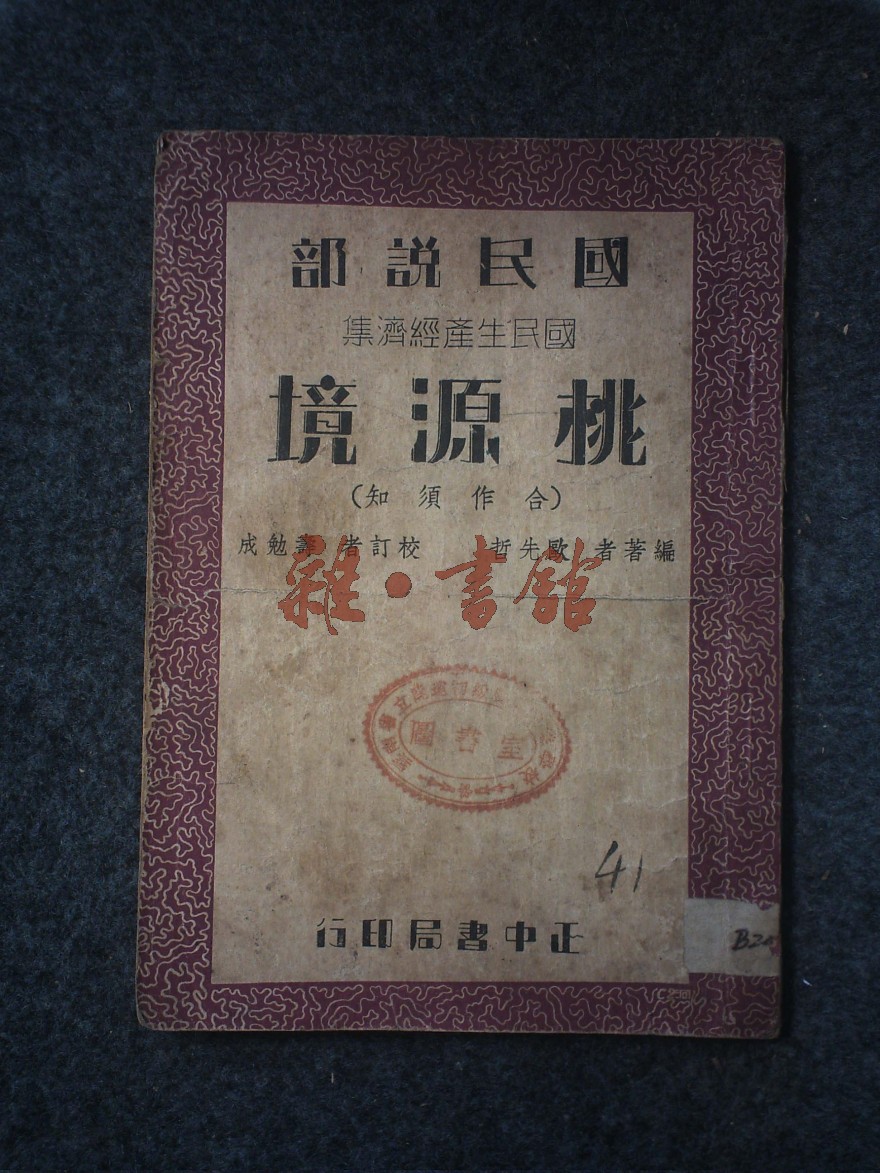 國民說部
國民生產經濟集
桃源境
(合作須知)
編著者 歐先哲 校訂者 壽勉成
雜·書館
圖書室
41
正中書局印行